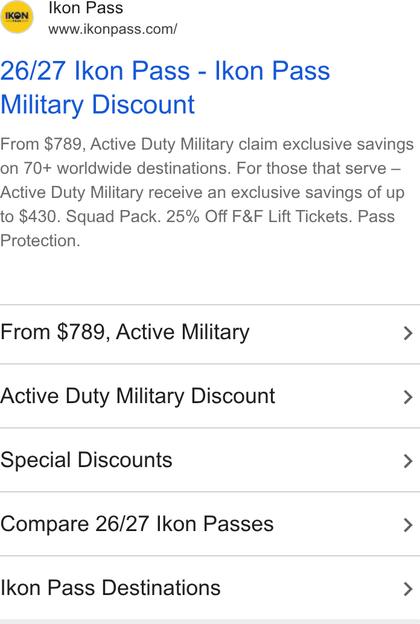 IKON
PASS
Ikon Pass
www.ikonpass.com/
26/27 Ikon Pass - Ikon Pass
Military Discount
From $789, Active Duty Military claim exclusive savings
on 70+ worldwide destinations. For those that serve –
Active Duty Military receive an exclusive savings of up
to $430. Squad Pack. 25% Off F&F Lift Tickets. Pass
Protection.
From $789, Active Military
Active Duty Military Discount
Special Discounts
Compare 26/27 Ikon Passes
Ikon Pass Destinations